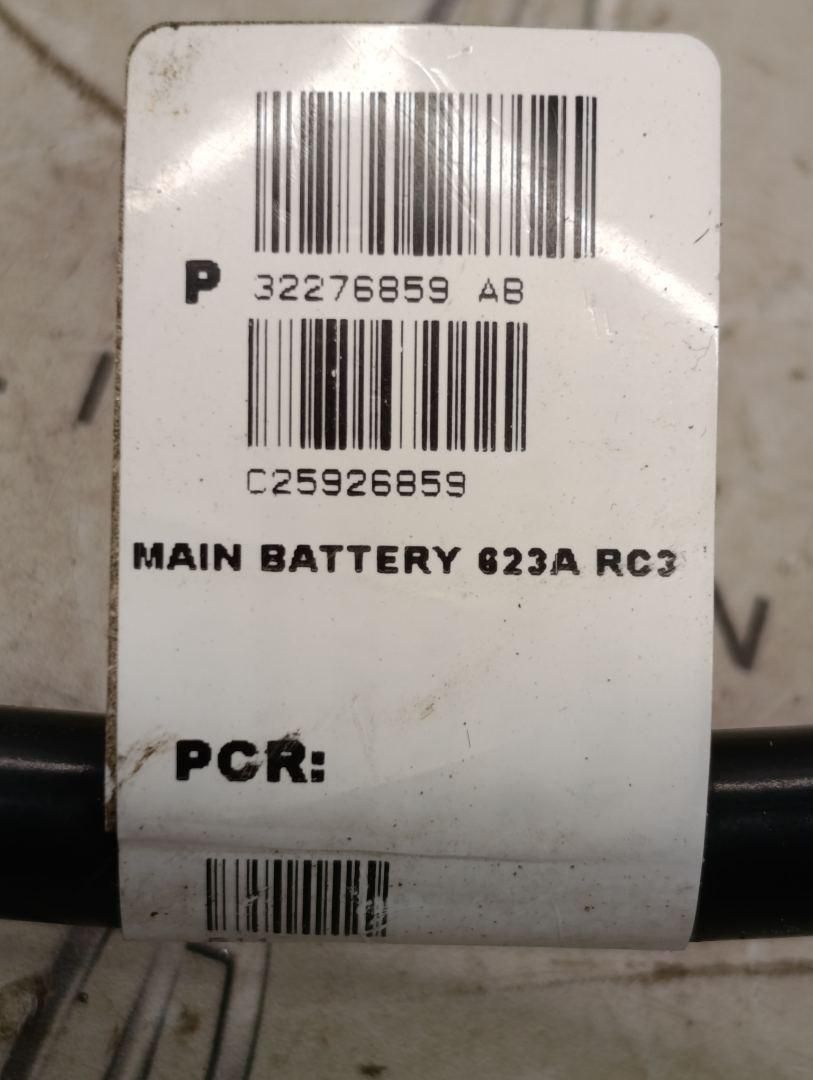 P 32276859 AB
C25926859
MAIN BATTERY 623A RC3
PCR: